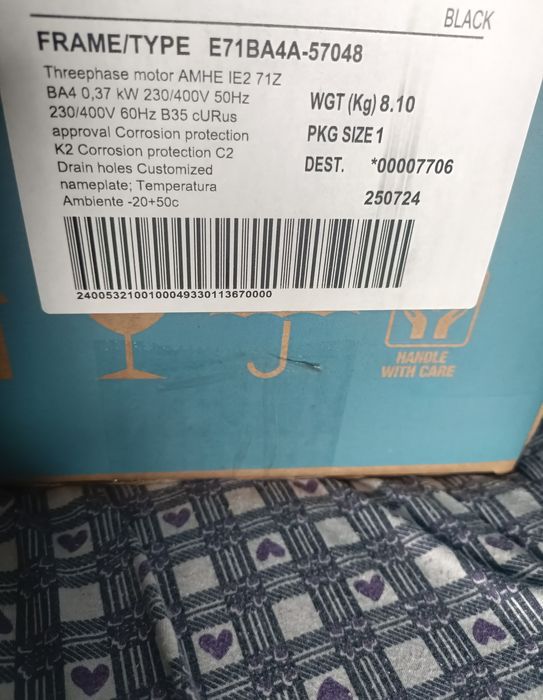 BLACK
FRAME/TYPE E71BA4A-57048
Threephase motor AMHE IE2 71Z
BA4 0,37 kW 230/400V 50Hz
230/400V 60Hz B35 cURus
approval Corrosion protection
K2 Corrosion protection C2
Drain holes Customized
nameplate; Temperatura
Ambiente -20+50c
WGT (Kg) 8.10
PKG SIZE 1
DEST. *00007706
250724
2400532100100049330113670000
HANDLE
WITH CARE